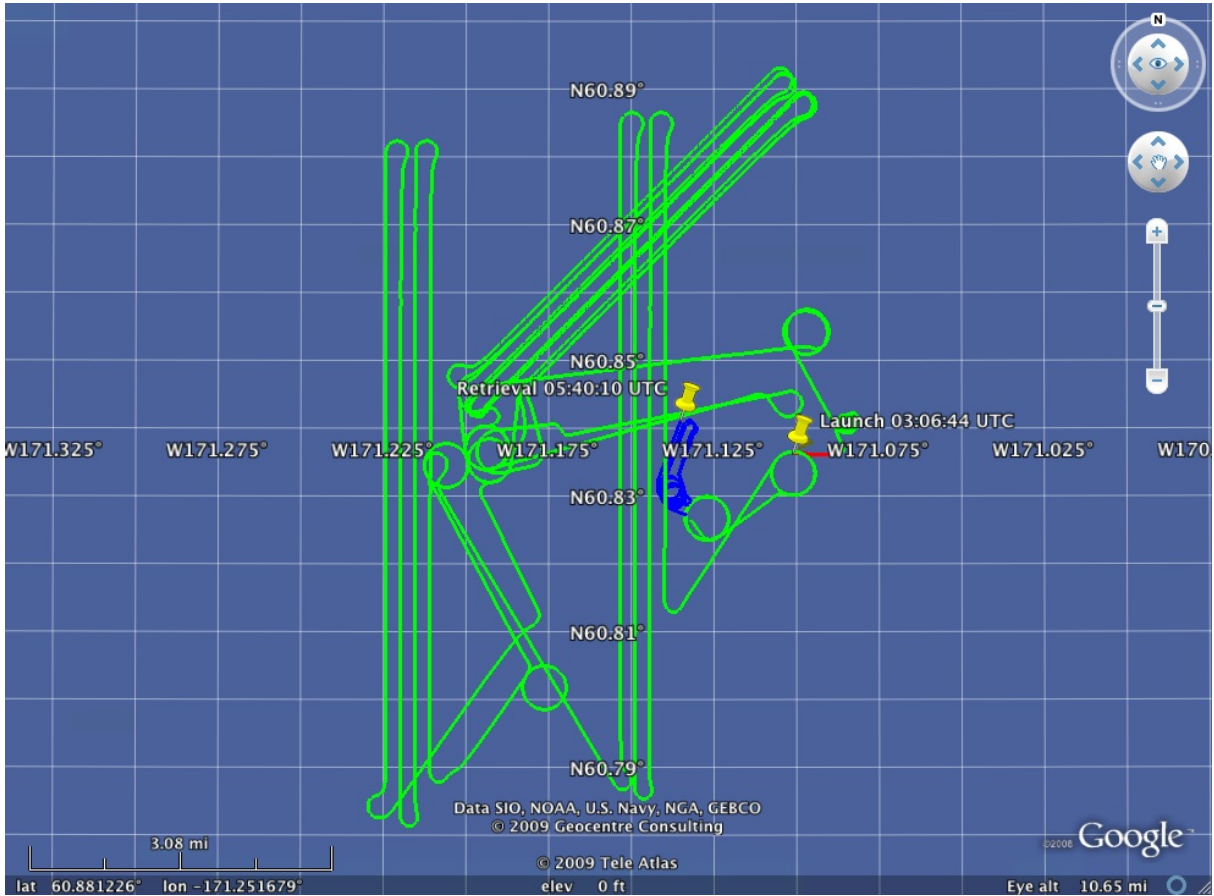 N
N60.89°
N60.87°
N60.85°
Retrieval 05:40:10 UTC
Launch 03:06:44 UTC
W171.325° W171.275° W171.225° W171.175° W171.125° W171.075° W171.025° W170.
N60.83°
N60.81°
N60.79°
Data SIO, NOAA, U.S. Navy, NGA, GEBCO
© 2009 Geocentre Consulting
3.08 mi
©2008 Google™
© 2009 Tele Atlas
lat 60.881226° lon -171.251679° elev 0 ft Eye alt 10.65 mi